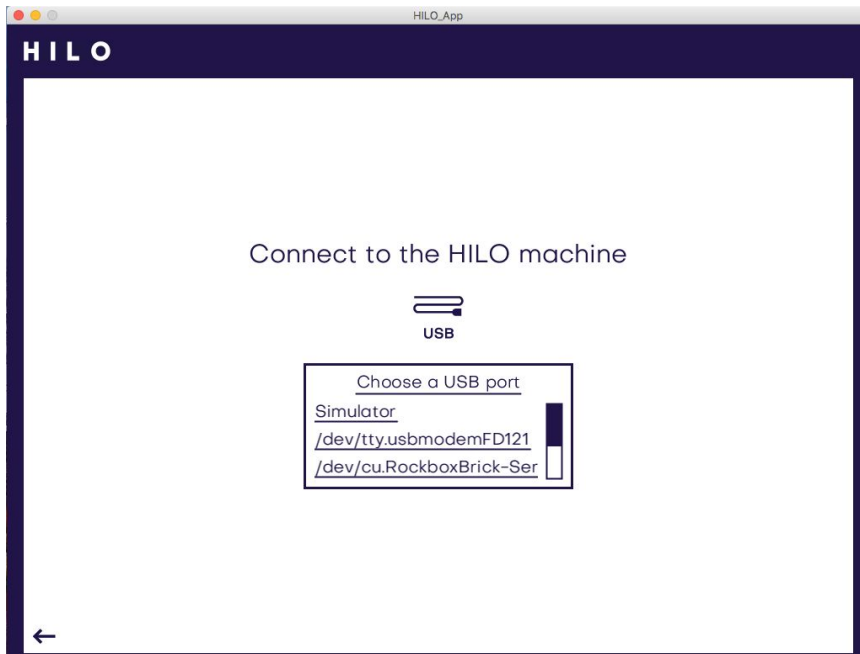 HILO_App
HILO
Connect to the HILO machine
USB
Choose a USB port
Simulator
/dev/tty.usbmodemFD121
/dev/cu.RockboxBrick-Ser